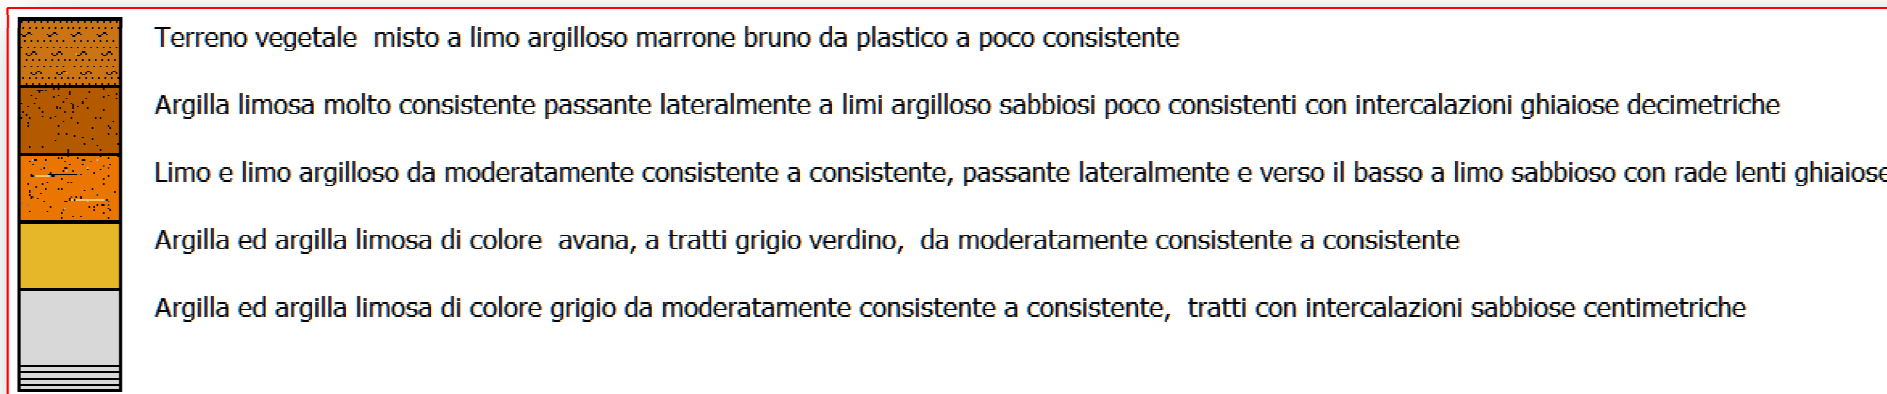 Terreno vegetale misto a limo argilloso marrone bruno da plastico a poco consistente
Argilla limosa molto consistente passante lateralmente a limi argilloso sabbiosi poco consistenti con intercalazioni ghiaiose decimetriche
Limo e limo argilloso da moderatamente consistente a consistente, passante lateralmente e verso il basso a limo sabbioso con rade lenti ghiaiose
Argilla ed argilla limosa di colore avana, a tratti grigio verdino, da moderatamente consistente a consistente
Argilla ed argilla limosa di colore grigio da moderatamente consistente a consistente, tratti con intercalazioni sabbiose centimetriche